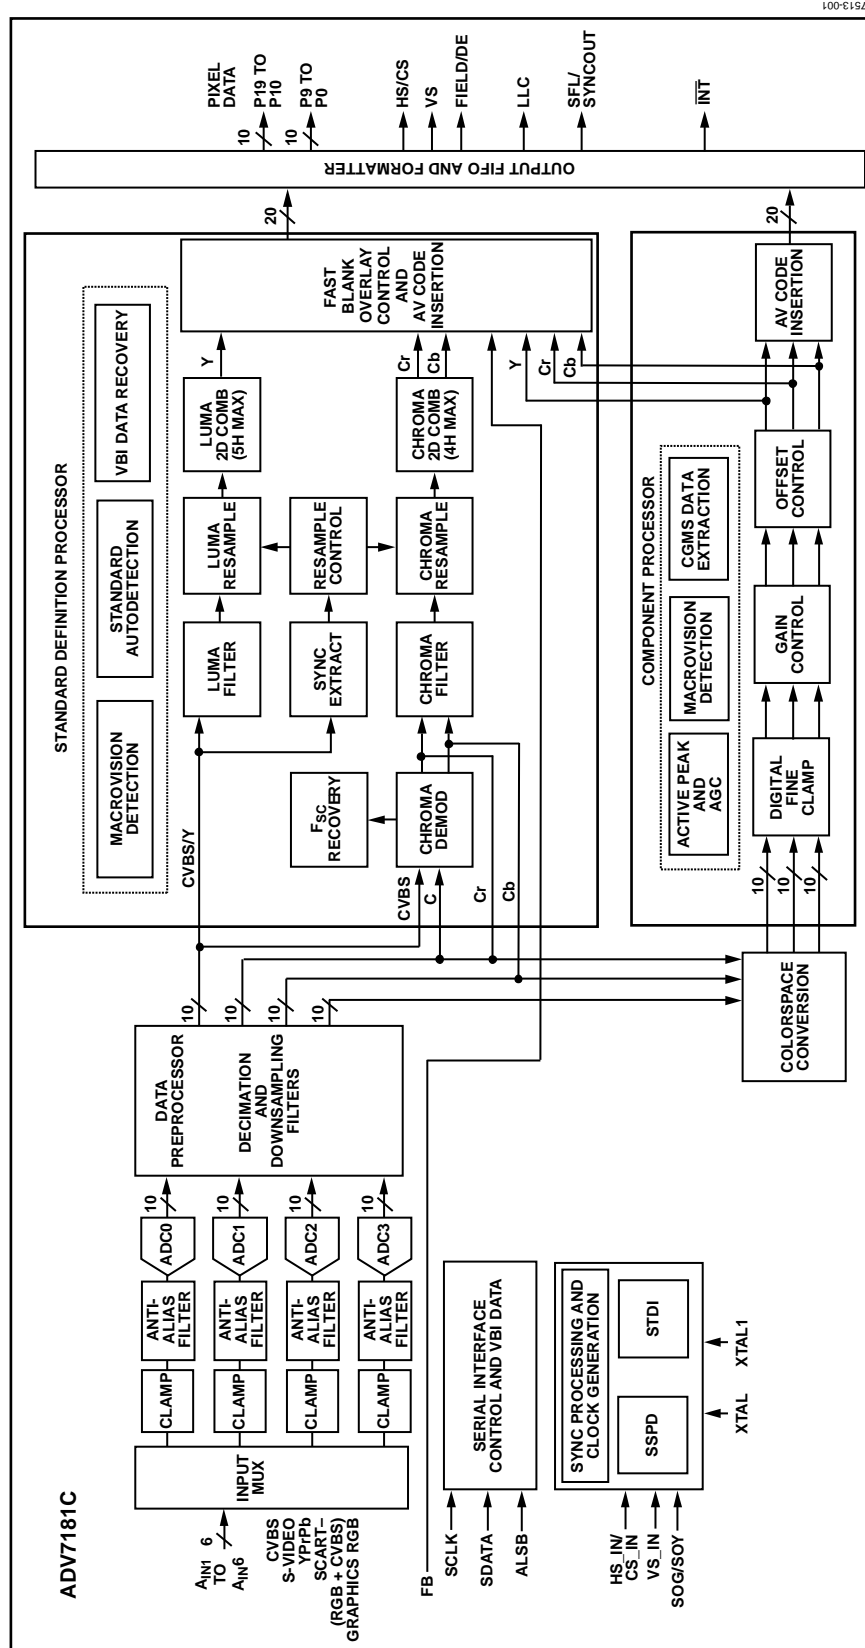 ADV7181C
A_IN1
TO
A_IN6
6
CVBS
S-VIDEO
YPrPb
SCART–
(RGB + CVBS)
GRAPHICS RGB
INPUT
MUX
CLAMP
ANTI-
ALIAS
FILTER
ADC0
10
CLAMP
ANTI-
ALIAS
FILTER
ADC1
10
CLAMP
ANTI-
ALIAS
FILTER
ADC2
10
CLAMP
ANTI-
ALIAS
FILTER
ADC3
10
DATA
PREPROCESSOR
DECIMATION
AND
DOWNSAMPLING
FILTERS
10
10
10
10
FB
SCLK
SDATA
ALSB
SERIAL INTERFACE
CONTROL AND VBI DATA
HS_IN/
CS_IN
VS_IN
SOG/SOY
SYNC PROCESSING AND
CLOCK GENERATION
SSPD
STDI
XTAL
XTAL1
COLORSPACE
CONVERSION
STANDARD DEFINITION PROCESSOR
MACROVISION
DETECTION
STANDARD
AUTODETECTION
VBI DATA RECOVERY
CVBS/Y
LUMA
FILTER
LUMA
RESAMPLE
LUMA
2D COMB
(5H MAX)
Y
SYNC
EXTRACT
RESAMPLE
CONTROL
F_SC
RECOVERY
CVBS
C
CHROMA
DEMOD
CHROMA
FILTER
CHROMA
RESAMPLE
CHROMA
2D COMB
(4H MAX)
Cr
Cb
Cr
Cb
Y
Cr
Cb
FAST
BLANK
OVERLAY
CONTROL
AND
AV CODE
INSERTION
20
COMPONENT PROCESSOR
ACTIVE PEAK
AND
AGC
MACROVISION
DETECTION
CGMS DATA
EXTRACTION
10
10
10
DIGITAL
FINE
CLAMP
GAIN
CONTROL
OFFSET
CONTROL
AV CODE
INSERTION
20
OUTPUT FIFO AND FORMATTER
PIXEL
DATA
10
P19 TO
P10
10
P9 TO
P0
HS/CS
VS
FIELD/DE
LLC
SFL/
SYNCOUT
INT
7513-001